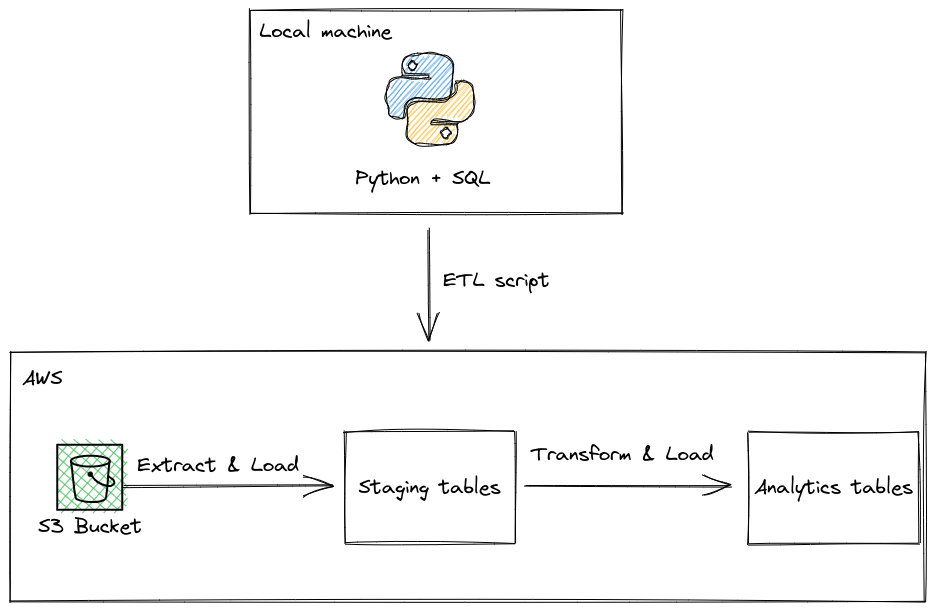 Local machine
Python + SQL
ETL script
AWS
Extract & Load
Transform & Load
Staging tables
Analytics tables
S3 Bucket